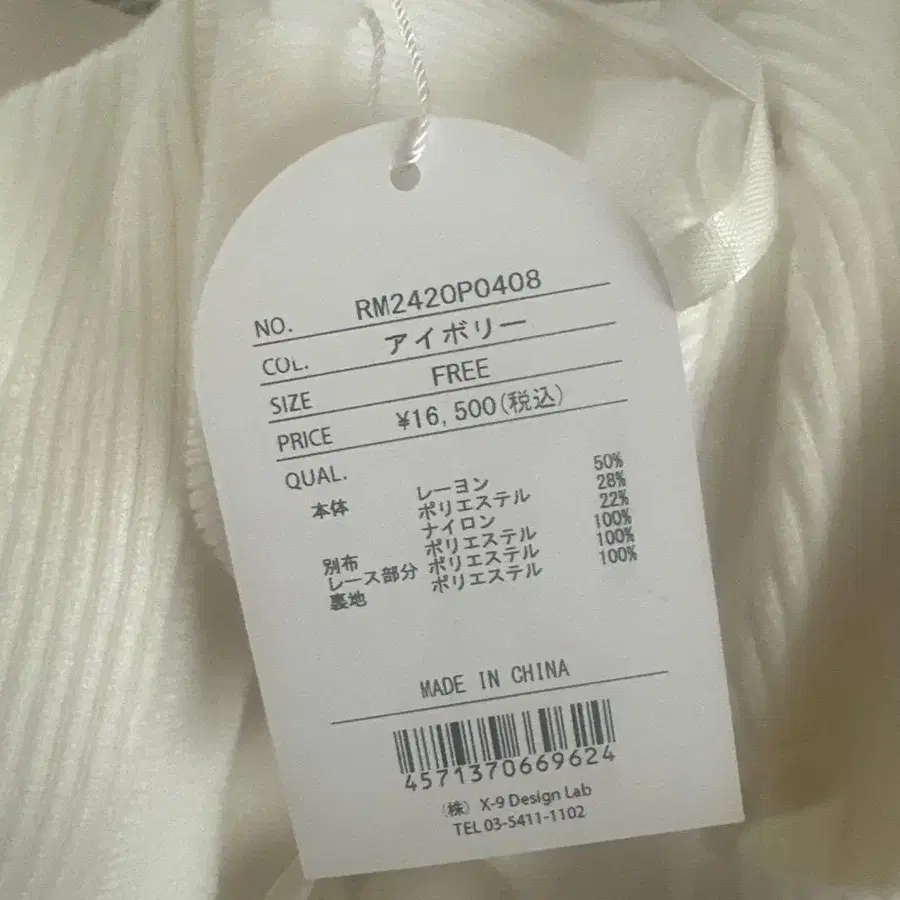 NO. RM242OP0408
COL. アイボリー
SIZE FREE
PRICE ¥16,500(税込)
QUAL.
本体 レーヨン 50%
ポリエステル 28%
ナイロン 22%
別布 ポリエステル 100%
レース部分 ポリエステル 100%
裏地 ポリエステル 100%
MADE IN CHINA
4571370669624
(株) X-9 Design Lab
TEL 03-5411-1102